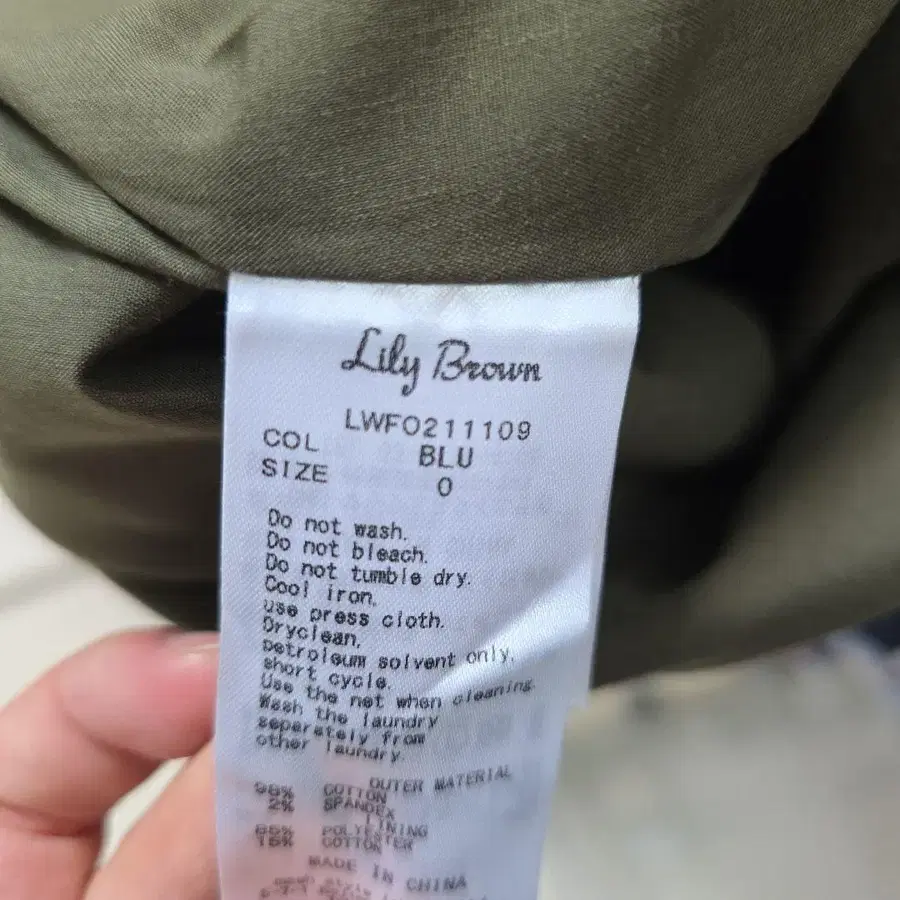 Lily Brown
LWFO211109
COL BLU
SIZE 0
Do not wash.
Do not bleach.
Do not tumble dry.
Cool iron.
use press cloth.
Dryclean.
petroleum solvent only.
short cycle.
Use the net when cleaning.
Wash the laundry
separately from
other laundry.
OUTER MATERIAL
98% COTTON
2% SPANDEX
LINING
85% POLYESTER
15% COTTON
MADE IN CHINA